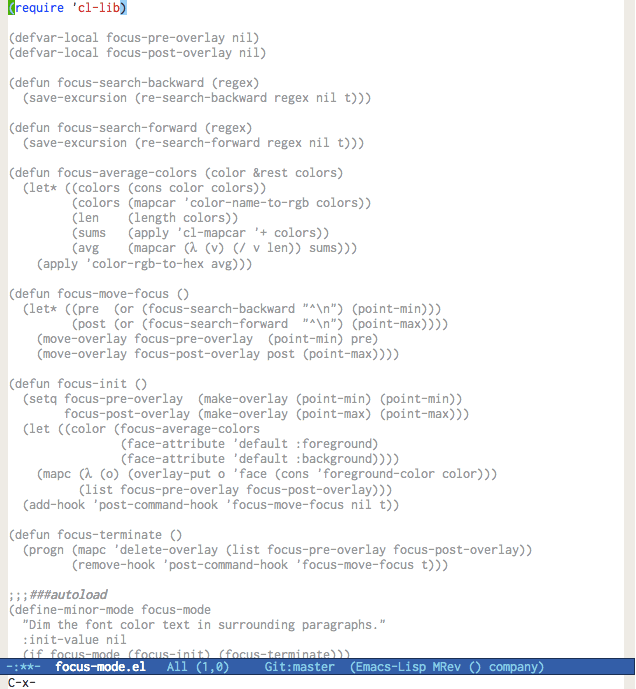 (require 'cl-lib)

(defvar-local focus-pre-overlay nil)
(defvar-local focus-post-overlay nil)

(defun focus-search-backward (regex)
  (save-excursion (re-search-backward regex nil t)))

(defun focus-search-forward (regex)
  (save-excursion (re-search-forward regex nil t)))

(defun focus-average-colors (color &rest colors)
  (let* ((colors (cons color colors))
         (colors (mapcar 'color-name-to-rgb colors))
         (len    (length colors))
         (sums   (apply 'cl-mapcar '+ colors))
         (avg    (mapcar (λ (v) (/ v len)) sums)))
    (apply 'color-rgb-to-hex avg)))

(defun focus-move-focus ()
  (let* ((pre  (or (focus-search-backward "^\n") (point-min)))
         (post (or (focus-search-forward  "^\n") (point-max))))
    (move-overlay focus-pre-overlay  (point-min) pre)
    (move-overlay focus-post-overlay post (point-max))))

(defun focus-init ()
  (setq focus-pre-overlay  (make-overlay (point-min) (point-min))
        focus-post-overlay (make-overlay (point-max) (point-max)))
  (let ((color (focus-average-colors
                (face-attribute 'default :foreground)
                (face-attribute 'default :background))))
    (mapc (λ (o) (overlay-put o 'face (cons 'foreground-color color)))
          (list focus-pre-overlay focus-post-overlay)))
  (add-hook 'post-command-hook 'focus-move-focus nil t))

(defun focus-terminate ()
  (progn (mapc 'delete-overlay (list focus-pre-overlay focus-post-overlay))
         (remove-hook 'post-command-hook 'focus-move-focus t)))

;;;###autoload
(define-minor-mode focus-mode
  "Dim the font color text in surrounding paragraphs."
  :init-value nil
  (if focus-mode (focus-init) (focus-terminate)))
-:**-  focus-mode.el   All (1,0)     Git:master  (Emacs-Lisp MRev () company)
C-x-